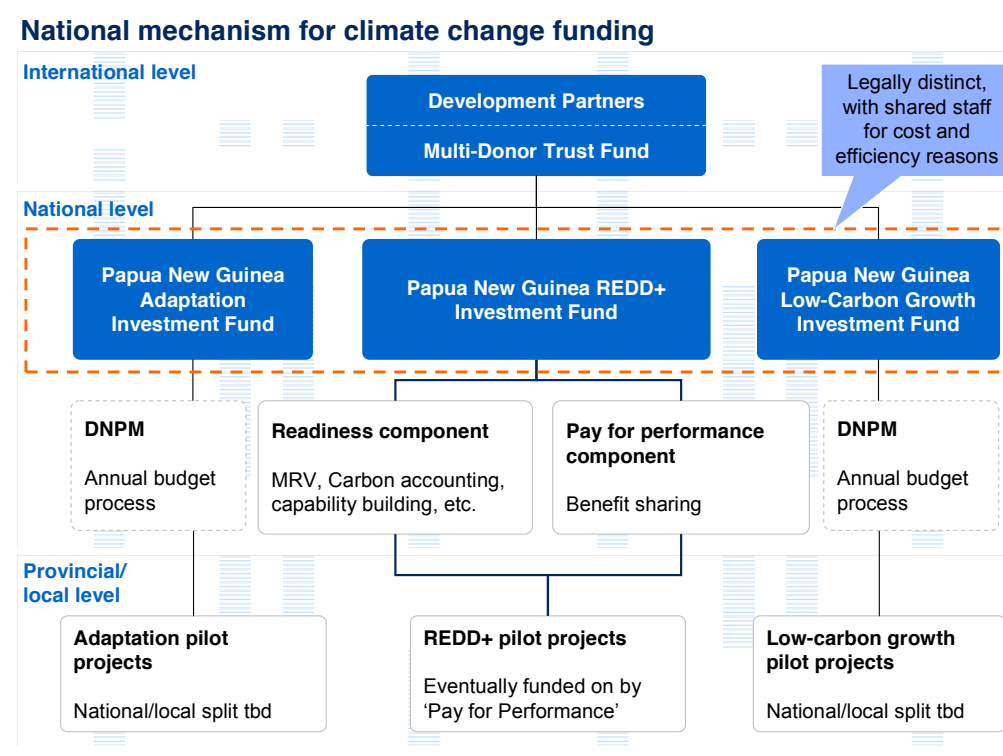 National mechanism for climate change funding
International level
Development Partners
Multi-Donor Trust Fund
Legally distinct,
with shared staff
for cost and
efficiency reasons
National level
Papua New Guinea
Adaptation
Investment Fund
Papua New Guinea REDD+
Investment Fund
Papua New Guinea
Low-Carbon Growth
Investment Fund
DNPM
Annual budget
process
Readiness component
MRV, Carbon accounting,
capability building, etc.
Pay for performance
component
Benefit sharing
DNPM
Annual budget
process
Provincial/
local level
Adaptation pilot
projects
National/local split tbd
REDD+ pilot projects
Eventually funded on by
‘Pay for Performance’
Low-carbon growth
pilot projects
National/local split tbd